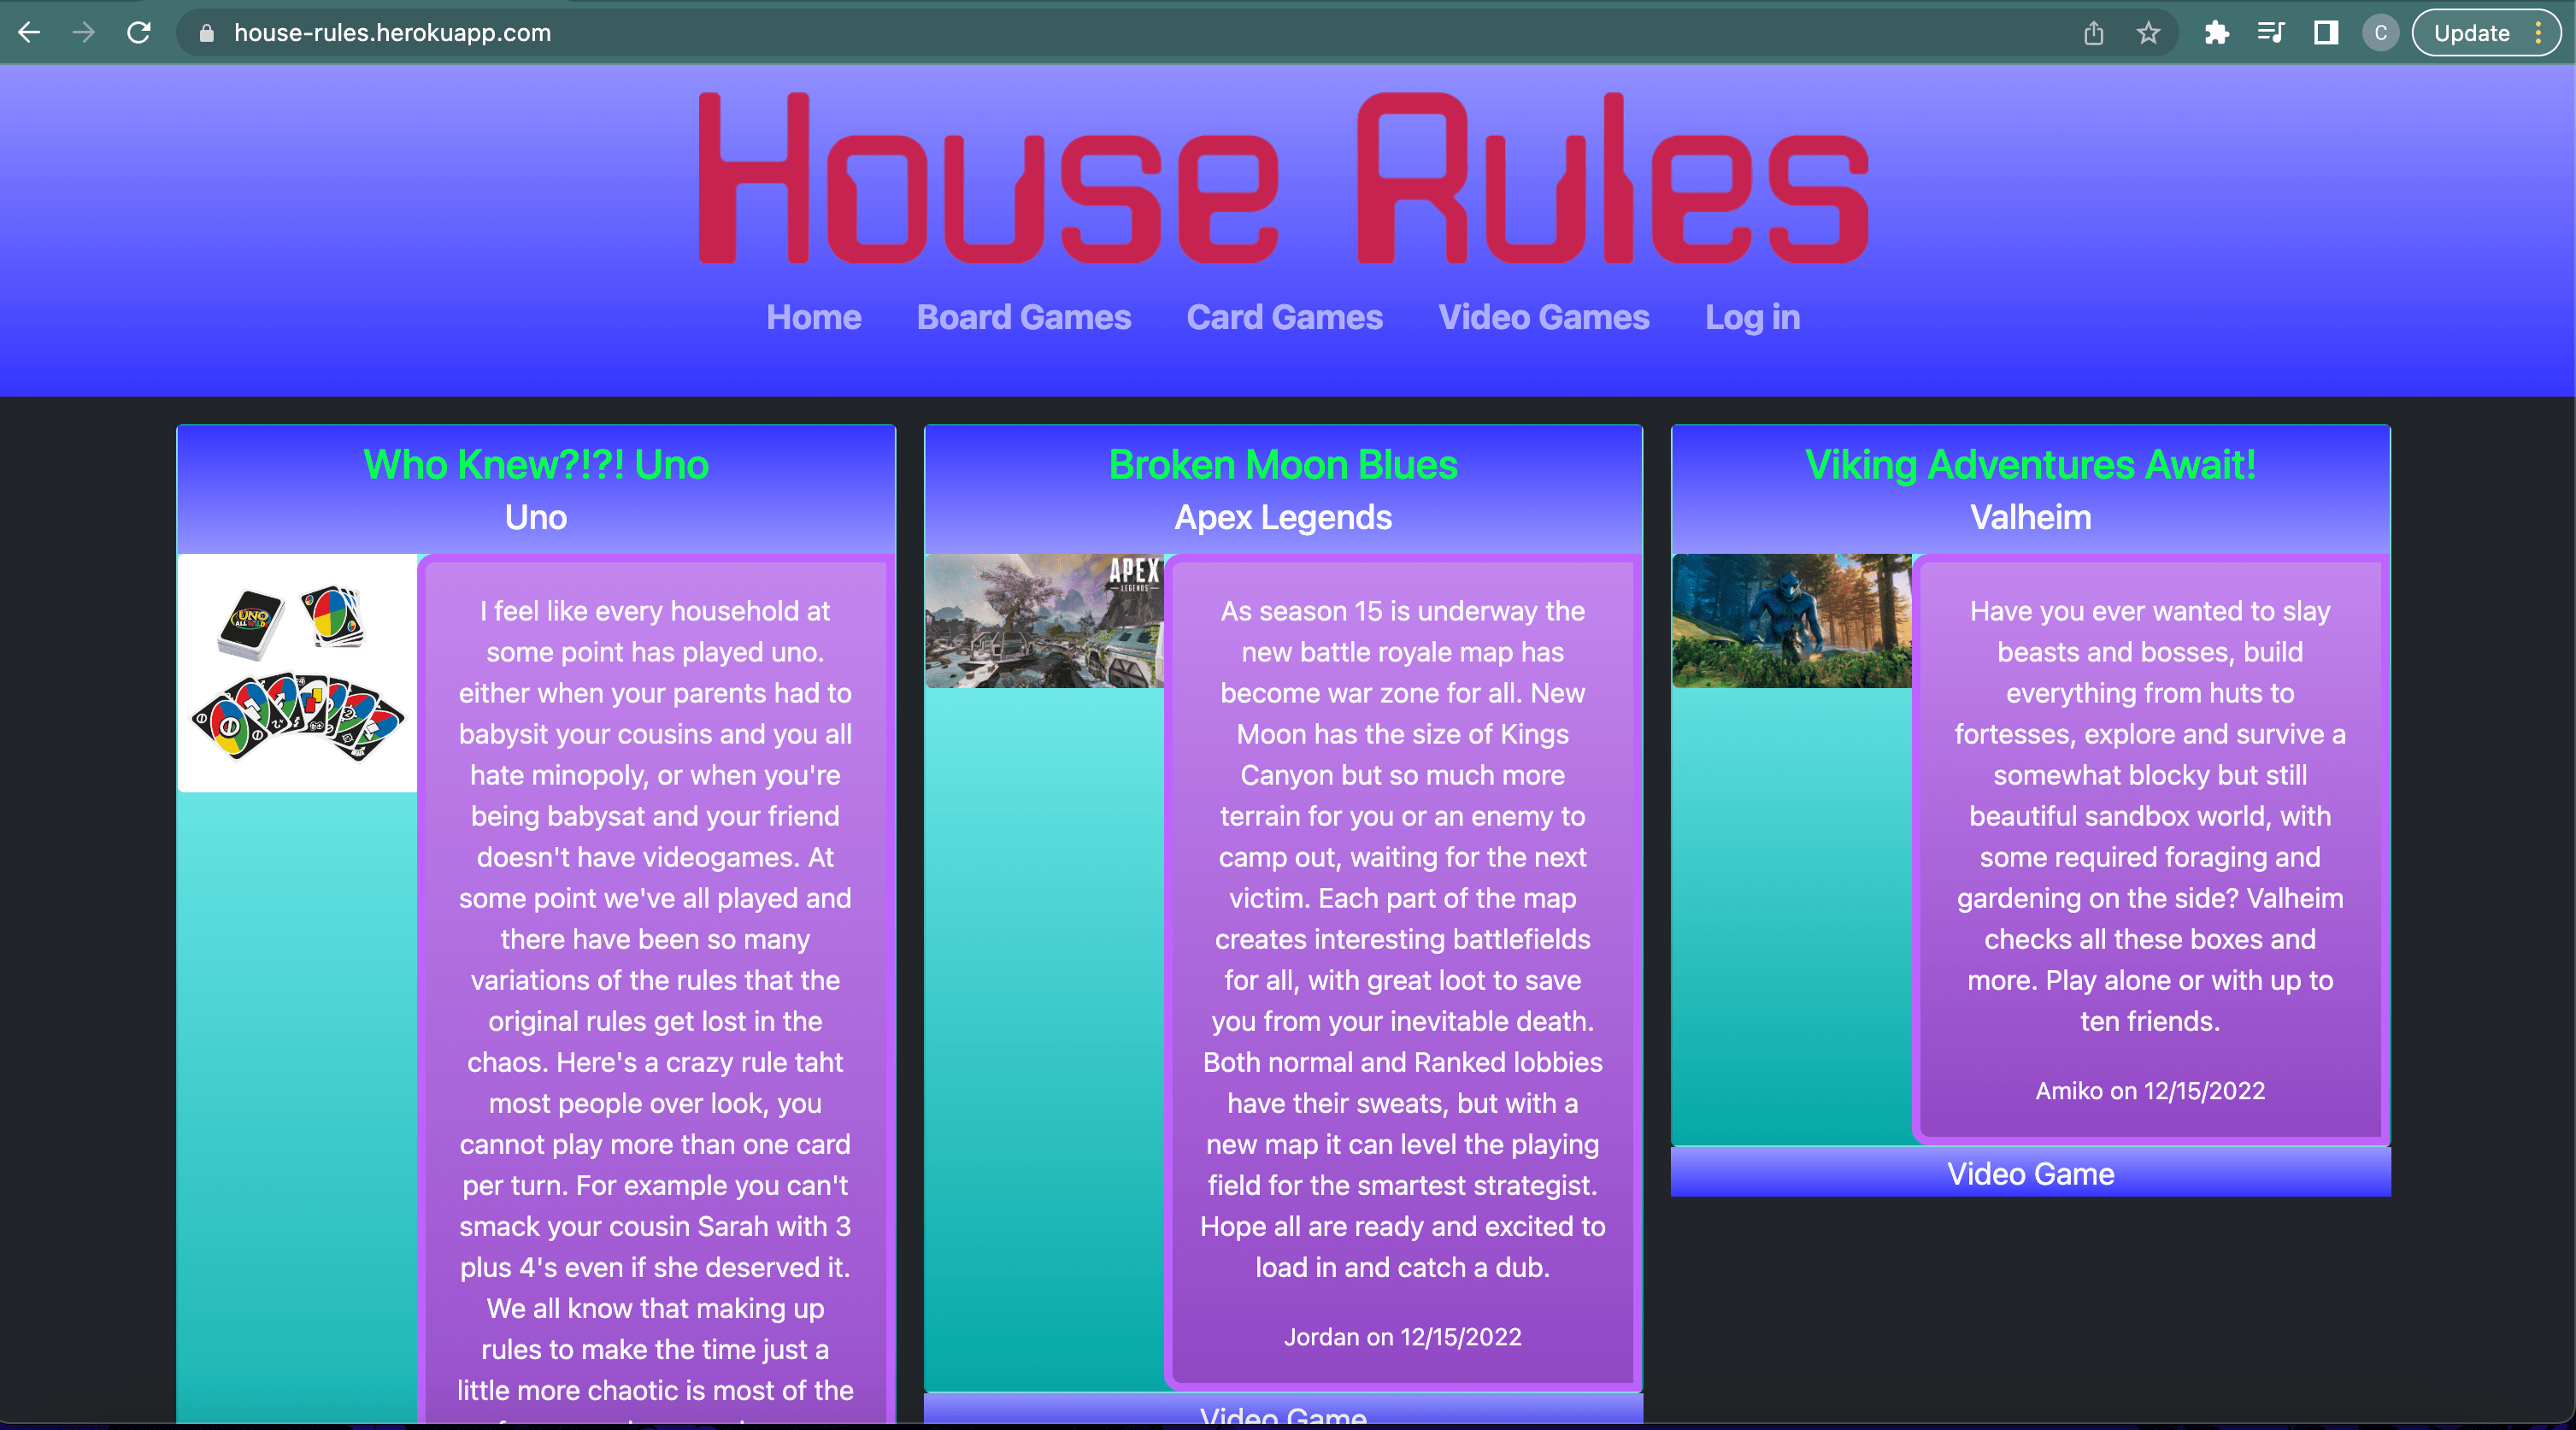 house-rules.herokuapp.com
C
Update
House Rules
Home Board Games Card Games Video Games Log in
Who Knew?!?! Uno
Uno
UNO
ALL WILD
I feel like every household at
some point has played uno.
either when your parents had to
babysit your cousins and you all
hate minopoly, or when you're
being babysat and your friend
doesn't have videogames. At
some point we've all played and
there have been so many
variations of the rules that the
original rules get lost in the
chaos. Here's a crazy rule taht
most people over look, you
cannot play more than one card
per turn. For example you can't
smack your cousin Sarah with 3
plus 4's even if she deserved it.
We all know that making up
rules to make the time just a
little more chaotic is most of the
Broken Moon Blues
Apex Legends
APEX
LEGENDS
As season 15 is underway the
new battle royale map has
become war zone for all. New
Moon has the size of Kings
Canyon but so much more
terrain for you or an enemy to
camp out, waiting for the next
victim. Each part of the map
creates interesting battlefields
for all, with great loot to save
you from your inevitable death.
Both normal and Ranked lobbies
have their sweats, but with a
new map it can level the playing
field for the smartest strategist.
Hope all are ready and excited to
load in and catch a dub.
Jordan on 12/15/2022
Video Game
Viking Adventures Await!
Valheim
Have you ever wanted to slay
beasts and bosses, build
everything from huts to
fortesses, explore and survive a
somewhat blocky but still
beautiful sandbox world, with
some required foraging and
gardening on the side? Valheim
checks all these boxes and
more. Play alone or with up to
ten friends.
Amiko on 12/15/2022
Video Game